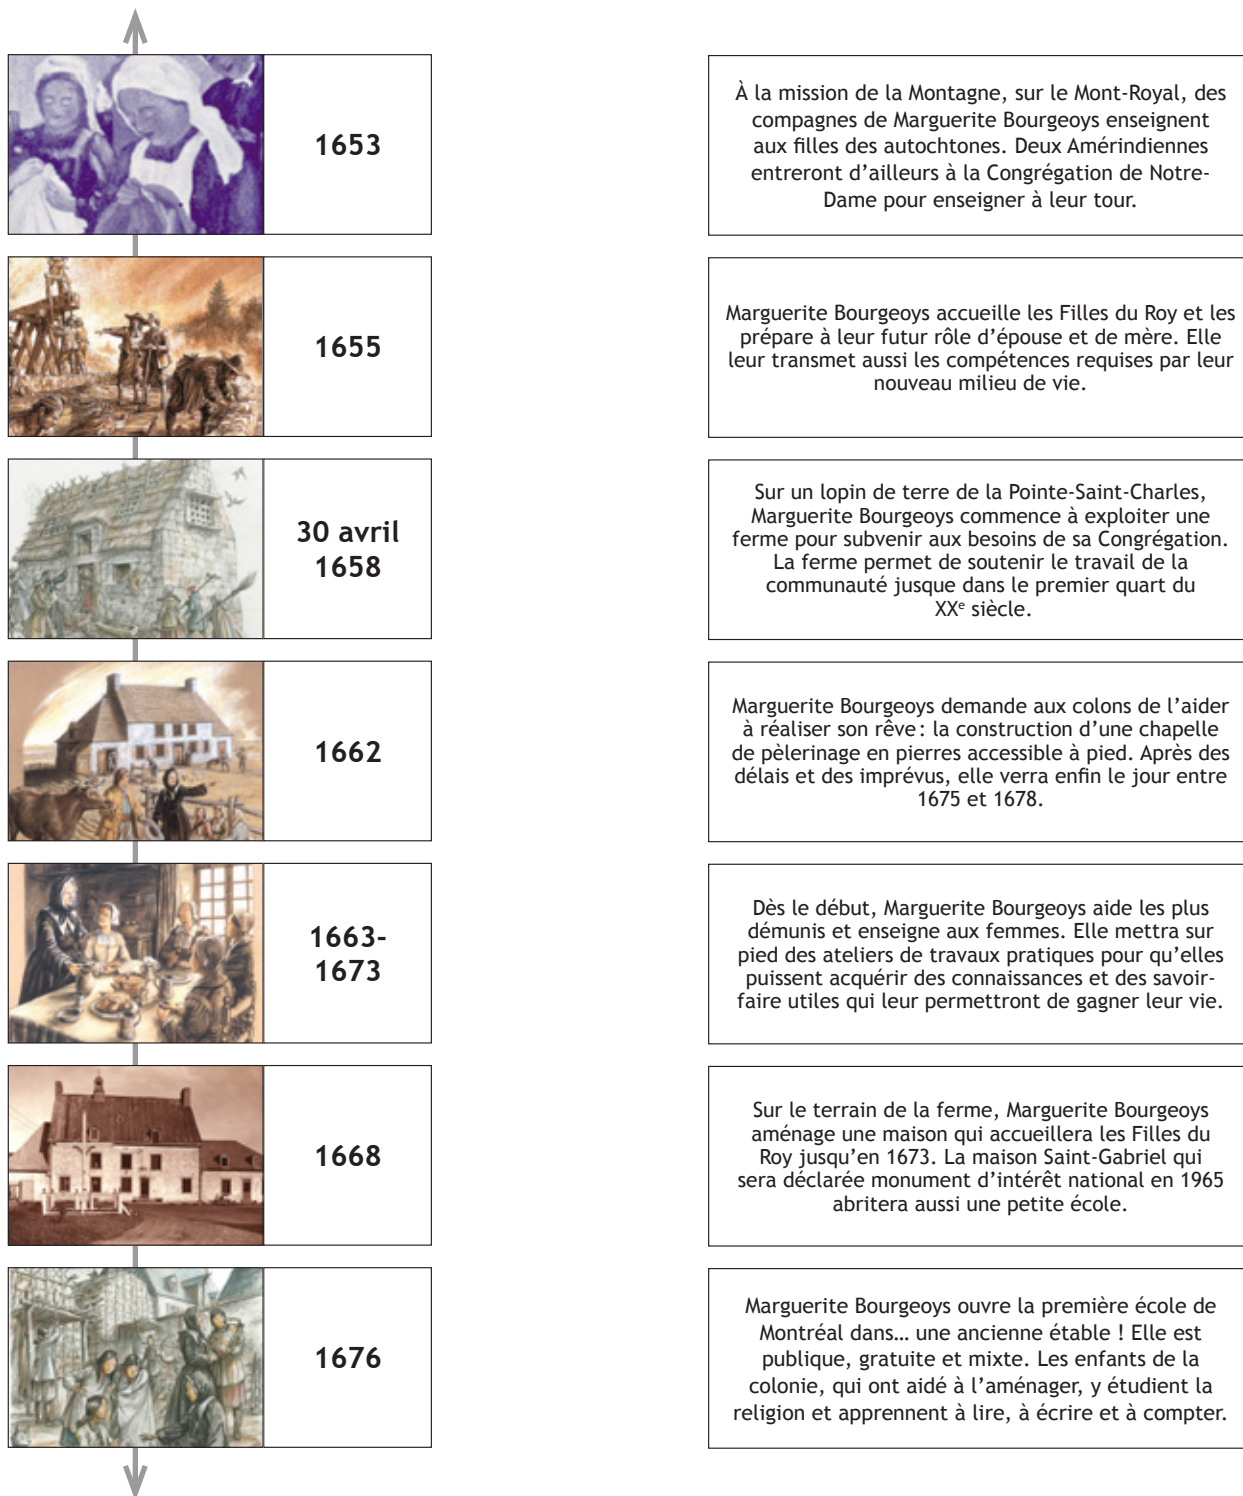 1653
À la mission de la Montagne, sur le Mont-Royal, des
compagnes de Marguerite Bourgeoys enseignent
aux filles des autochtones. Deux Amérindiennes
entreront d’ailleurs à la Congrégation de Notre-
Dame pour enseigner à leur tour.
1655
Marguerite Bourgeoys accueille les Filles du Roy et les
prépare à leur futur rôle d’épouse et de mère. Elle
leur transmet aussi les compétences requises par leur
nouveau milieu de vie.
30 avril
1658
Sur un lopin de terre de la Pointe-Saint-Charles,
Marguerite Bourgeoys commence à exploiter une
ferme pour subvenir aux besoins de sa Congrégation.
La ferme permet de soutenir le travail de la
communauté jusque dans le premier quart du
XXe siècle.
1662
Marguerite Bourgeoys demande aux colons de l’aider
à réaliser son rêve : la construction d’une chapelle
de pèlerinage en pierres accessible à pied. Après des
délais et des imprévus, elle verra enfin le jour entre
1675 et 1678.
1663-
1673
Dès le début, Marguerite Bourgeoys aide les plus
démunis et enseigne aux femmes. Elle mettra sur
pied des ateliers de travaux pratiques pour qu’elles
puissent acquérir des connaissances et des savoir-
faire utiles qui leur permettront de gagner leur vie.
1668
Sur le terrain de la ferme, Marguerite Bourgeoys
aménage une maison qui accueillera les Filles du
Roy jusqu’en 1673. La maison Saint-Gabriel qui
sera déclarée monument d’intérêt national en 1965
abritera aussi une petite école.
1676
Marguerite Bourgeoys ouvre la première école de
Montréal dans… une ancienne étable ! Elle est
publique, gratuite et mixte. Les enfants de la
colonie, qui ont aidé à l’aménager, y étudient la
religion et apprennent à lire, à écrire et à compter.